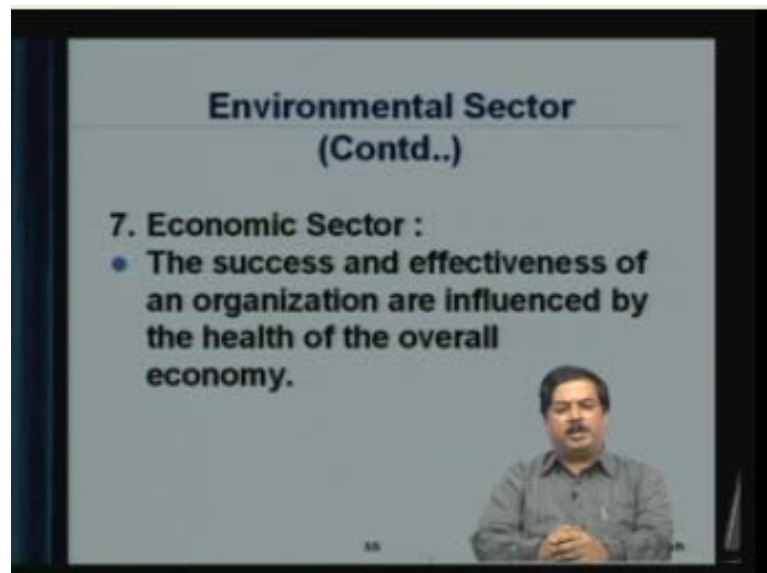 Environmental Sector
(Contd..)
7. Economic Sector :
• The success and effectiveness of
an organization are influenced by
the health of the overall
economy.